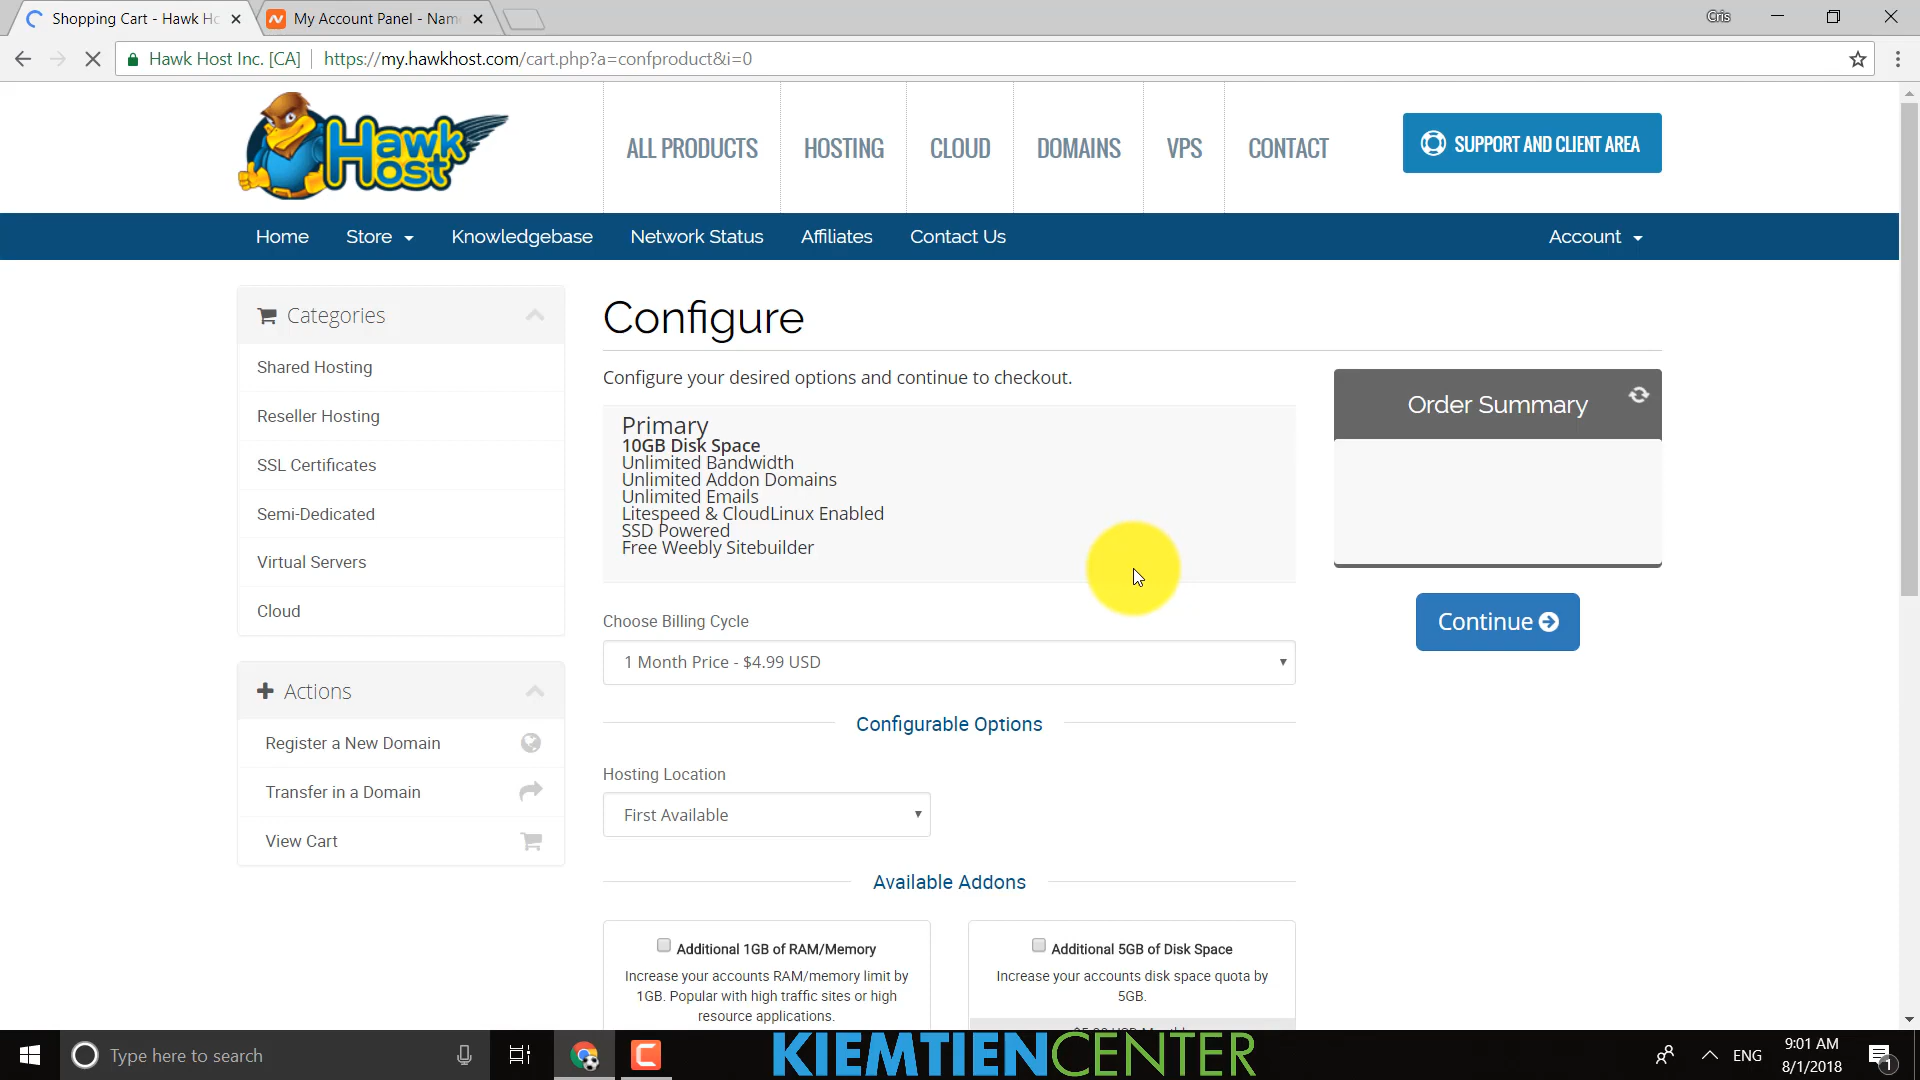 Shopping Cart - Hawk Ho
My Account Panel - Nam
Cris
Hawk Host Inc. [CA]
https://my.hawkhost.com/cart.php?a=confproduct&i=0
Hawk Host
ALL PRODUCTS
HOSTING
CLOUD
DOMAINS
VPS
CONTACT
SUPPORT AND CLIENT AREA
Home
Store
Knowledgebase
Network Status
Affiliates
Contact Us
Account
Categories
Shared Hosting
Reseller Hosting
SSL Certificates
Semi-Dedicated
Virtual Servers
Cloud
Actions
Register a New Domain
Transfer in a Domain
View Cart
Configure
Configure your desired options and continue to checkout.
Primary
10GB Disk Space
Unlimited Bandwidth
Unlimited Addon Domains
Unlimited Emails
Litespeed & CloudLinux Enabled
SSD Powered
Free Weebly Sitebuilder
Choose Billing Cycle
1 Month Price - $4.99 USD
Configurable Options
Hosting Location
First Available
Available Addons
Additional 1GB of RAM/Memory
Increase your accounts RAM/memory limit by
1GB. Popular with high traffic sites or high
resource applications.
Additional 5GB of Disk Space
Increase your accounts disk space quota by
5GB.
Order Summary
Continue
Type here to search
KIEMTIENCENTER
ENG
9:01 AM
8/1/2018
1